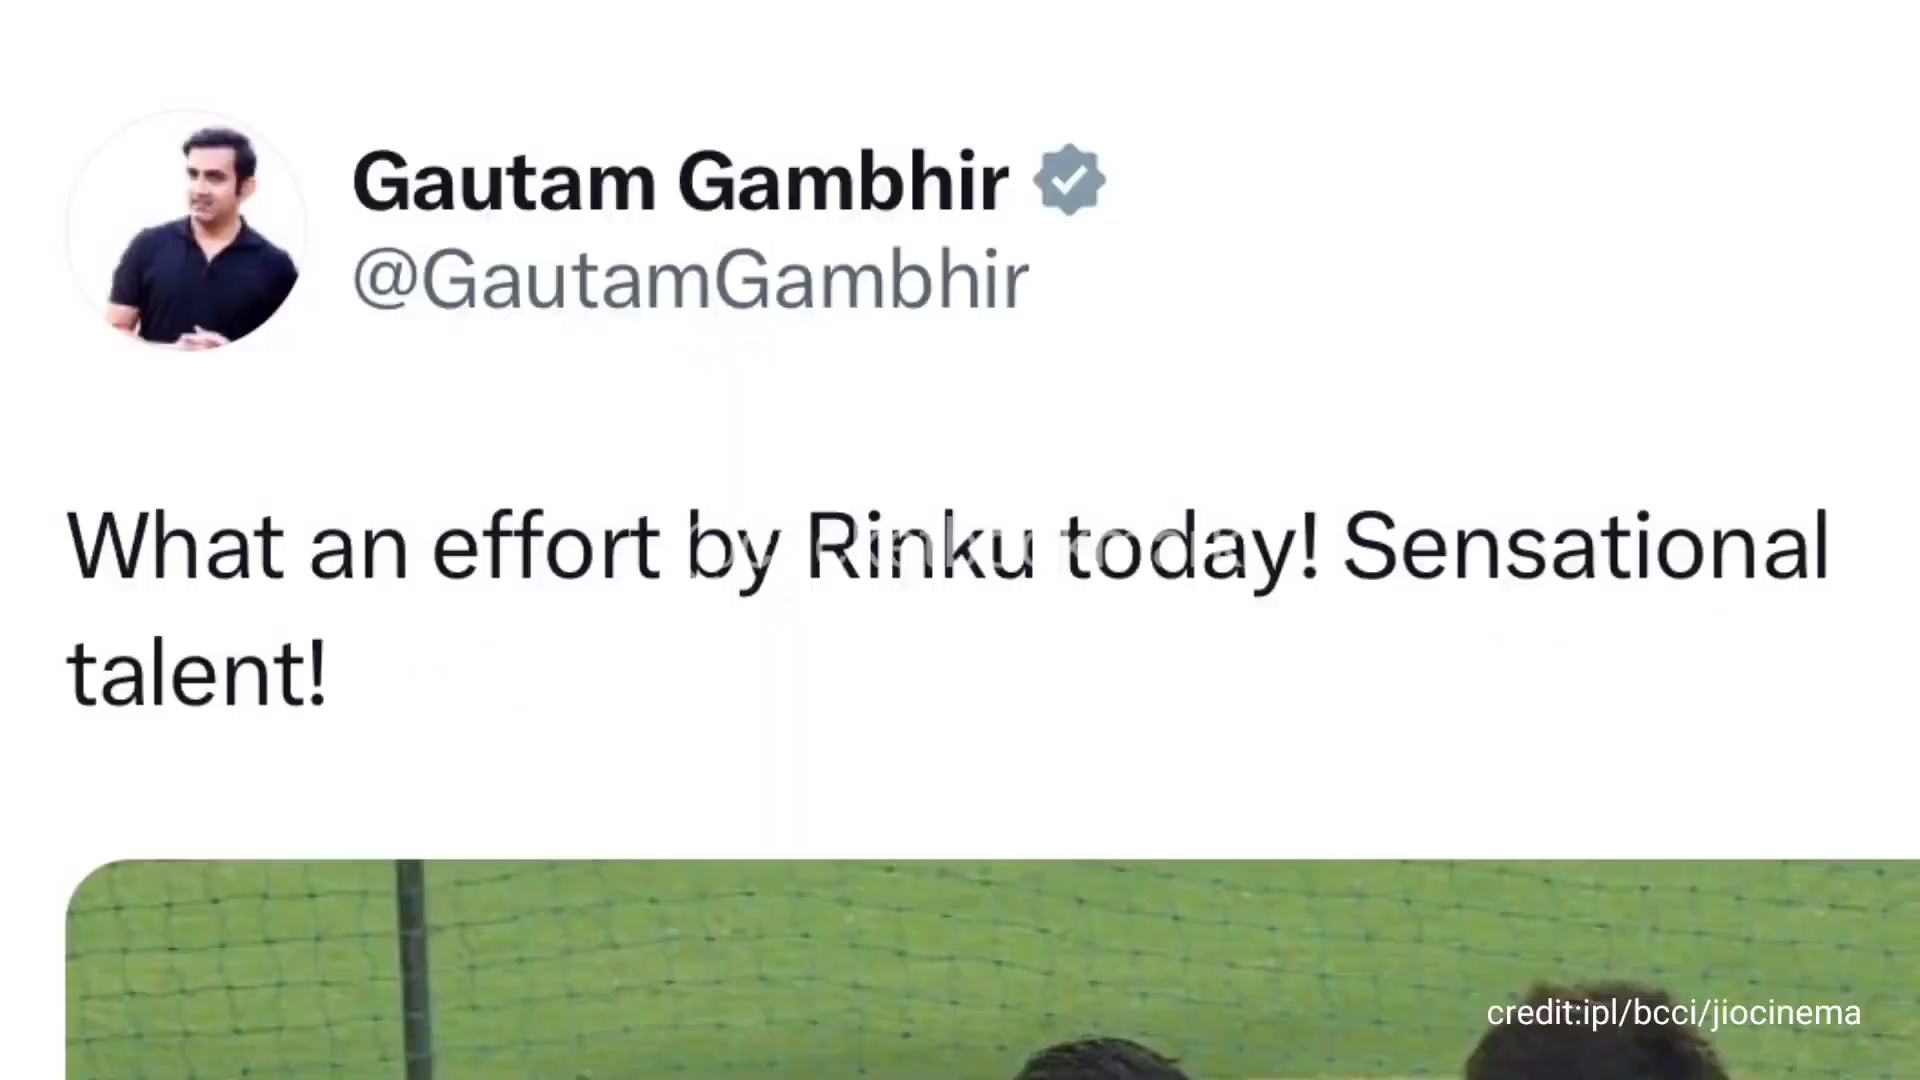 Gautam Gambhir
@GautamGambhir
What an effort by Rinku today! Sensational
talent!
credit:ipl/bcci/jiocinema